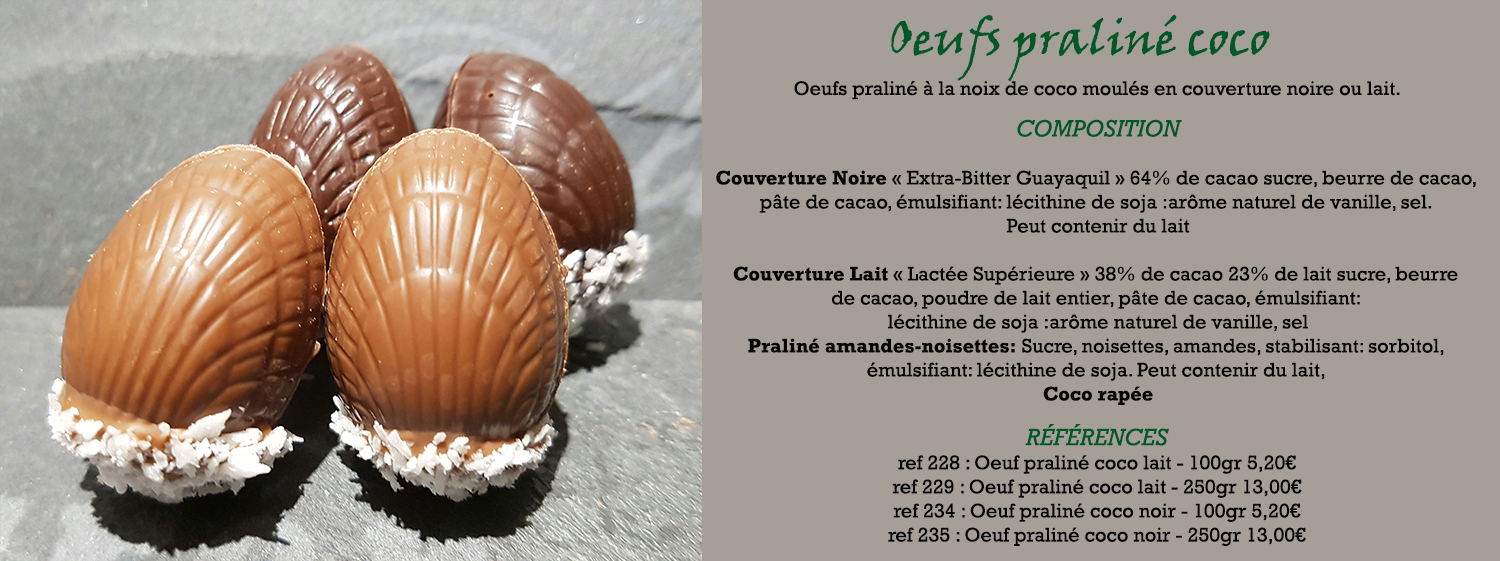 Oeufs praliné coco
Oeufs praliné à la noix de coco moulés en couverture noire ou lait.
COMPOSITION
Couverture Noire « Extra-Bitter Guayaquil » 64% de cacao sucre, beurre de cacao,
pâte de cacao, émulsifiant: lécithine de soja :arôme naturel de vanille, sel.
Peut contenir du lait
Couverture Lait « Lactée Supérieure » 38% de cacao 23% de lait sucre, beurre
de cacao, poudre de lait entier, pâte de cacao, émulsifiant:
lécithine de soja :arôme naturel de vanille, sel
Praliné amandes-noisettes: Sucre, noisettes, amandes, stabilisant: sorbitol,
émulsifiant: lécithine de soja. Peut contenir du lait,
Coco rapée
RÉFÉRENCES
ref 228 : Oeuf praliné coco lait - 100gr 5,20€
ref 229 : Oeuf praliné coco lait - 250gr 13,00€
ref 234 : Oeuf praliné coco noir - 100gr 5,20€
ref 235 : Oeuf praliné coco noir - 250gr 13,00€